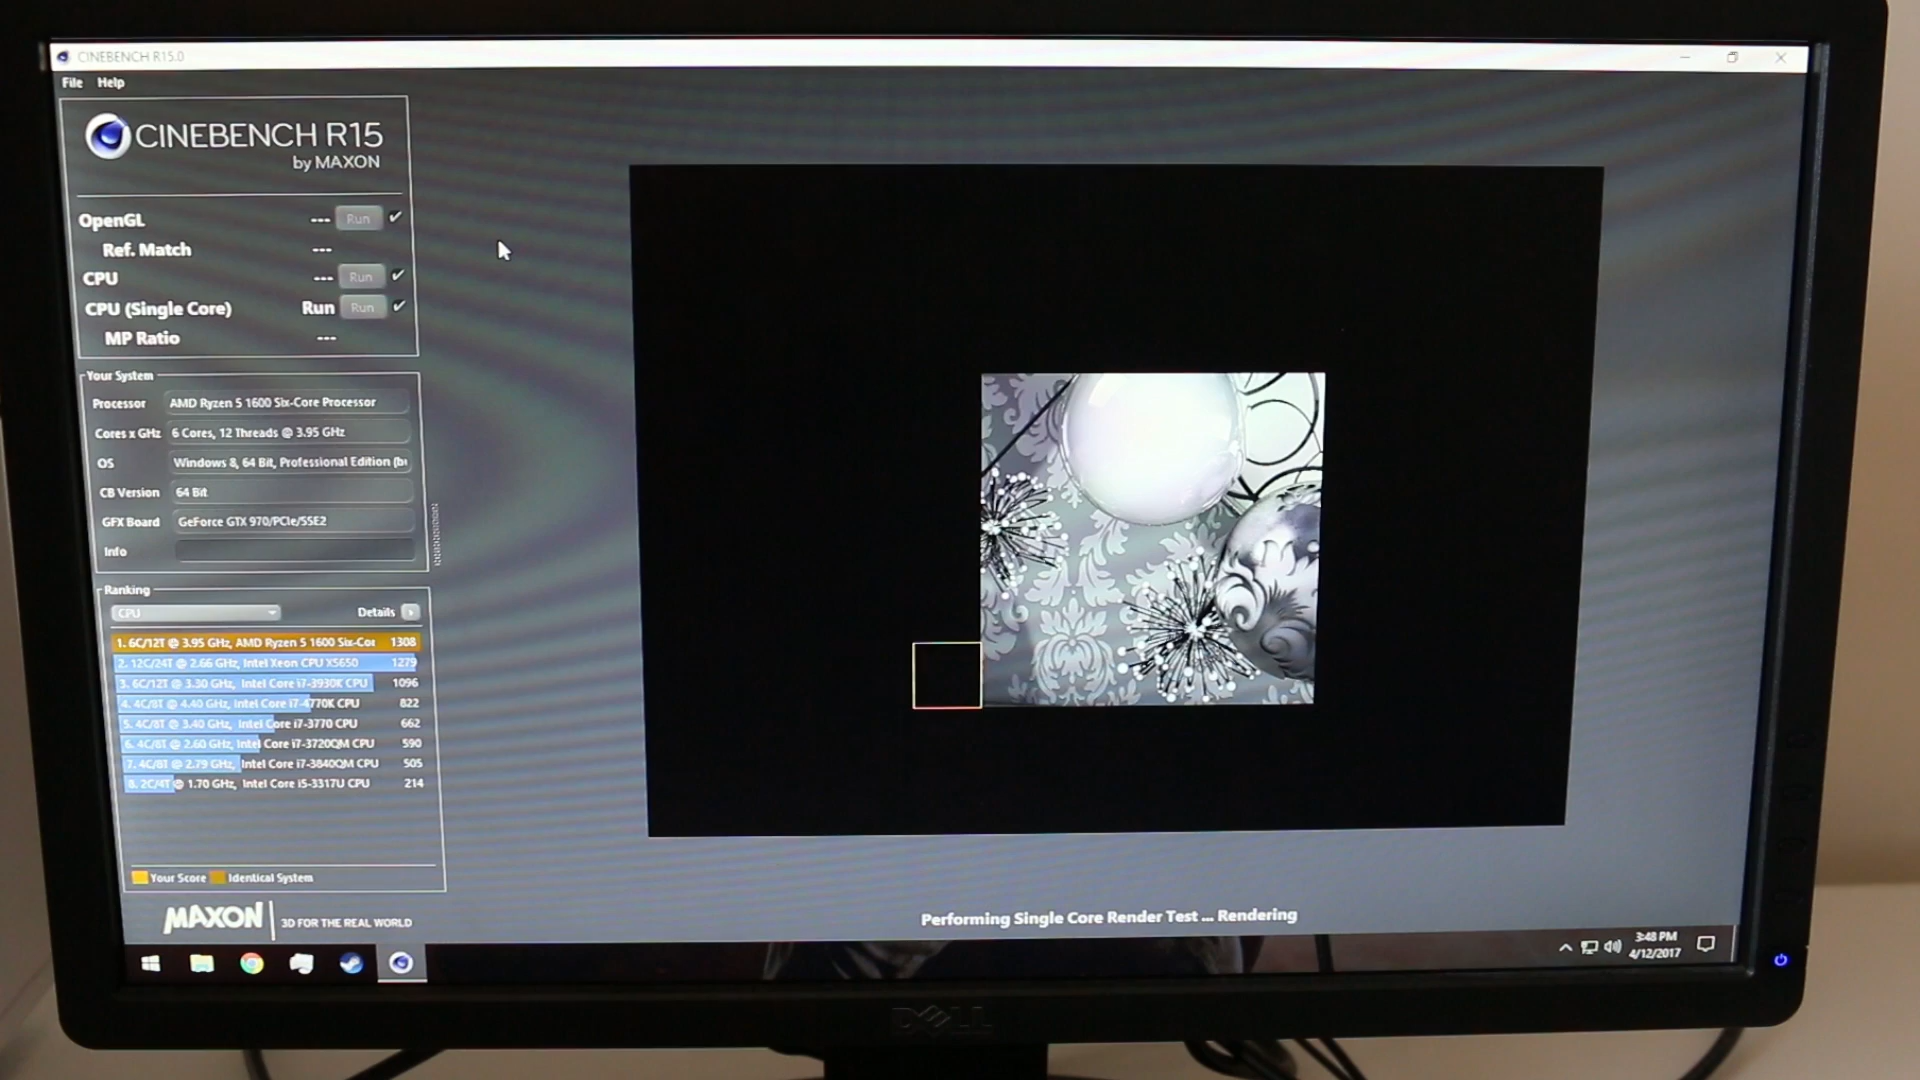 CINEBENCH R15.0
File Help
CINEBENCH R15
by MAXON
OpenGL --- Run
Ref. Match ---
CPU --- Run
CPU (Single Core) Run Run
MP Ratio ---
Your System
Processor AMD Ryzen 5 1600 Six-Core Processor
Cores x GHz 6 Cores, 12 Threads @ 3.95 GHz
OS Windows 8, 64 Bit, Professional Edition (bu
CB Version 64 Bit
GFX Board GeForce GTX 970/PCIe/SSE2
Info
Ranking
CPU Details
1. 6C/12T @ 3.95 GHz, AMD Ryzen 5 1600 Six-Cor 1308
2. 12C/24T @ 2.66 GHz, Intel Xeon CPU X5650 1279
3. 6C/12T @ 3.30 GHz, Intel Core i7-3930K CPU 1096
4. 4C/8T @ 4.40 GHz, Intel Core i7-4770K CPU 822
5. 4C/8T @ 3.40 GHz, Intel Core i7-3770 CPU 662
6. 4C/8T @ 2.60 GHz, Intel Core i7-3720QM CPU 590
7. 4C/8T @ 2.79 GHz, Intel Core i7-3840QM CPU 505
8. 2C/4T @ 1.70 GHz, Intel Core i5-3317U CPU 214
Your Score Identical System
MAXON 3D FOR THE REAL WORLD
Performing Single Core Render Test ... Rendering
3:48 PM
4/12/2017
DELL